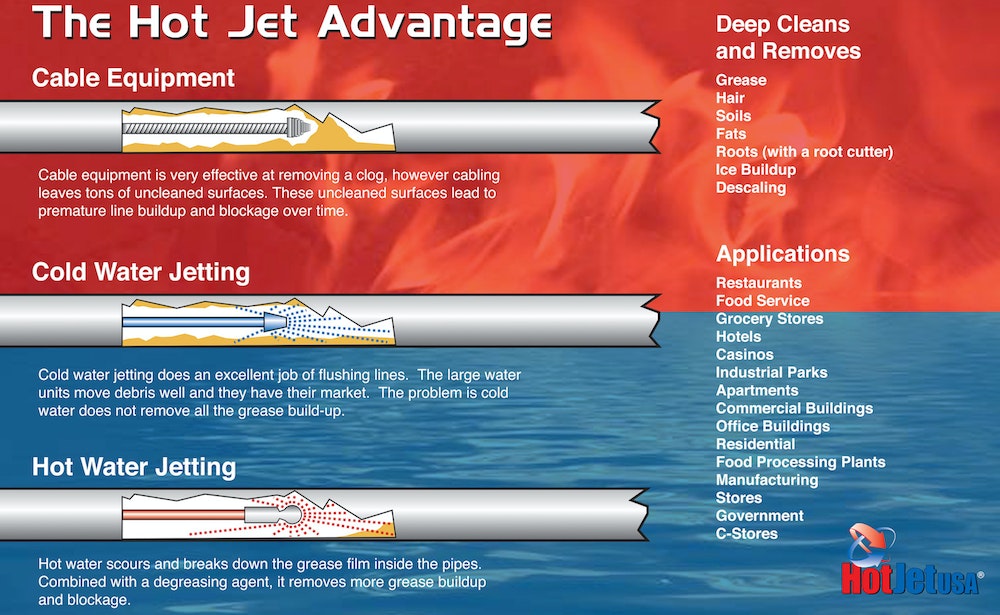 The Hot Jet Advantage
Cable Equipment
Cable equipment is very effective at removing a clog, however cabling
leaves tons of uncleaned surfaces. These uncleaned surfaces lead to
premature line buildup and blockage over time.
Cold Water Jetting
Cold water jetting does an excellent job of flushing lines. The large water
units move debris well and they have their market. The problem is cold
water does not remove all the grease build-up.
Hot Water Jetting
Hot water scours and breaks down the grease film inside the pipes.
Combined with a degreasing agent, it removes more grease buildup
and blockage.
Deep Cleans
and Removes
Grease
Hair
Soils
Fats
Roots (with a root cutter)
Ice Buildup
Descaling
Applications
Restaurants
Food Service
Grocery Stores
Hotels
Casinos
Industrial Parks
Apartments
Commercial Buildings
Office Buildings
Residential
Food Processing Plants
Manufacturing
Stores
Government
C-Stores
HotJet USA®